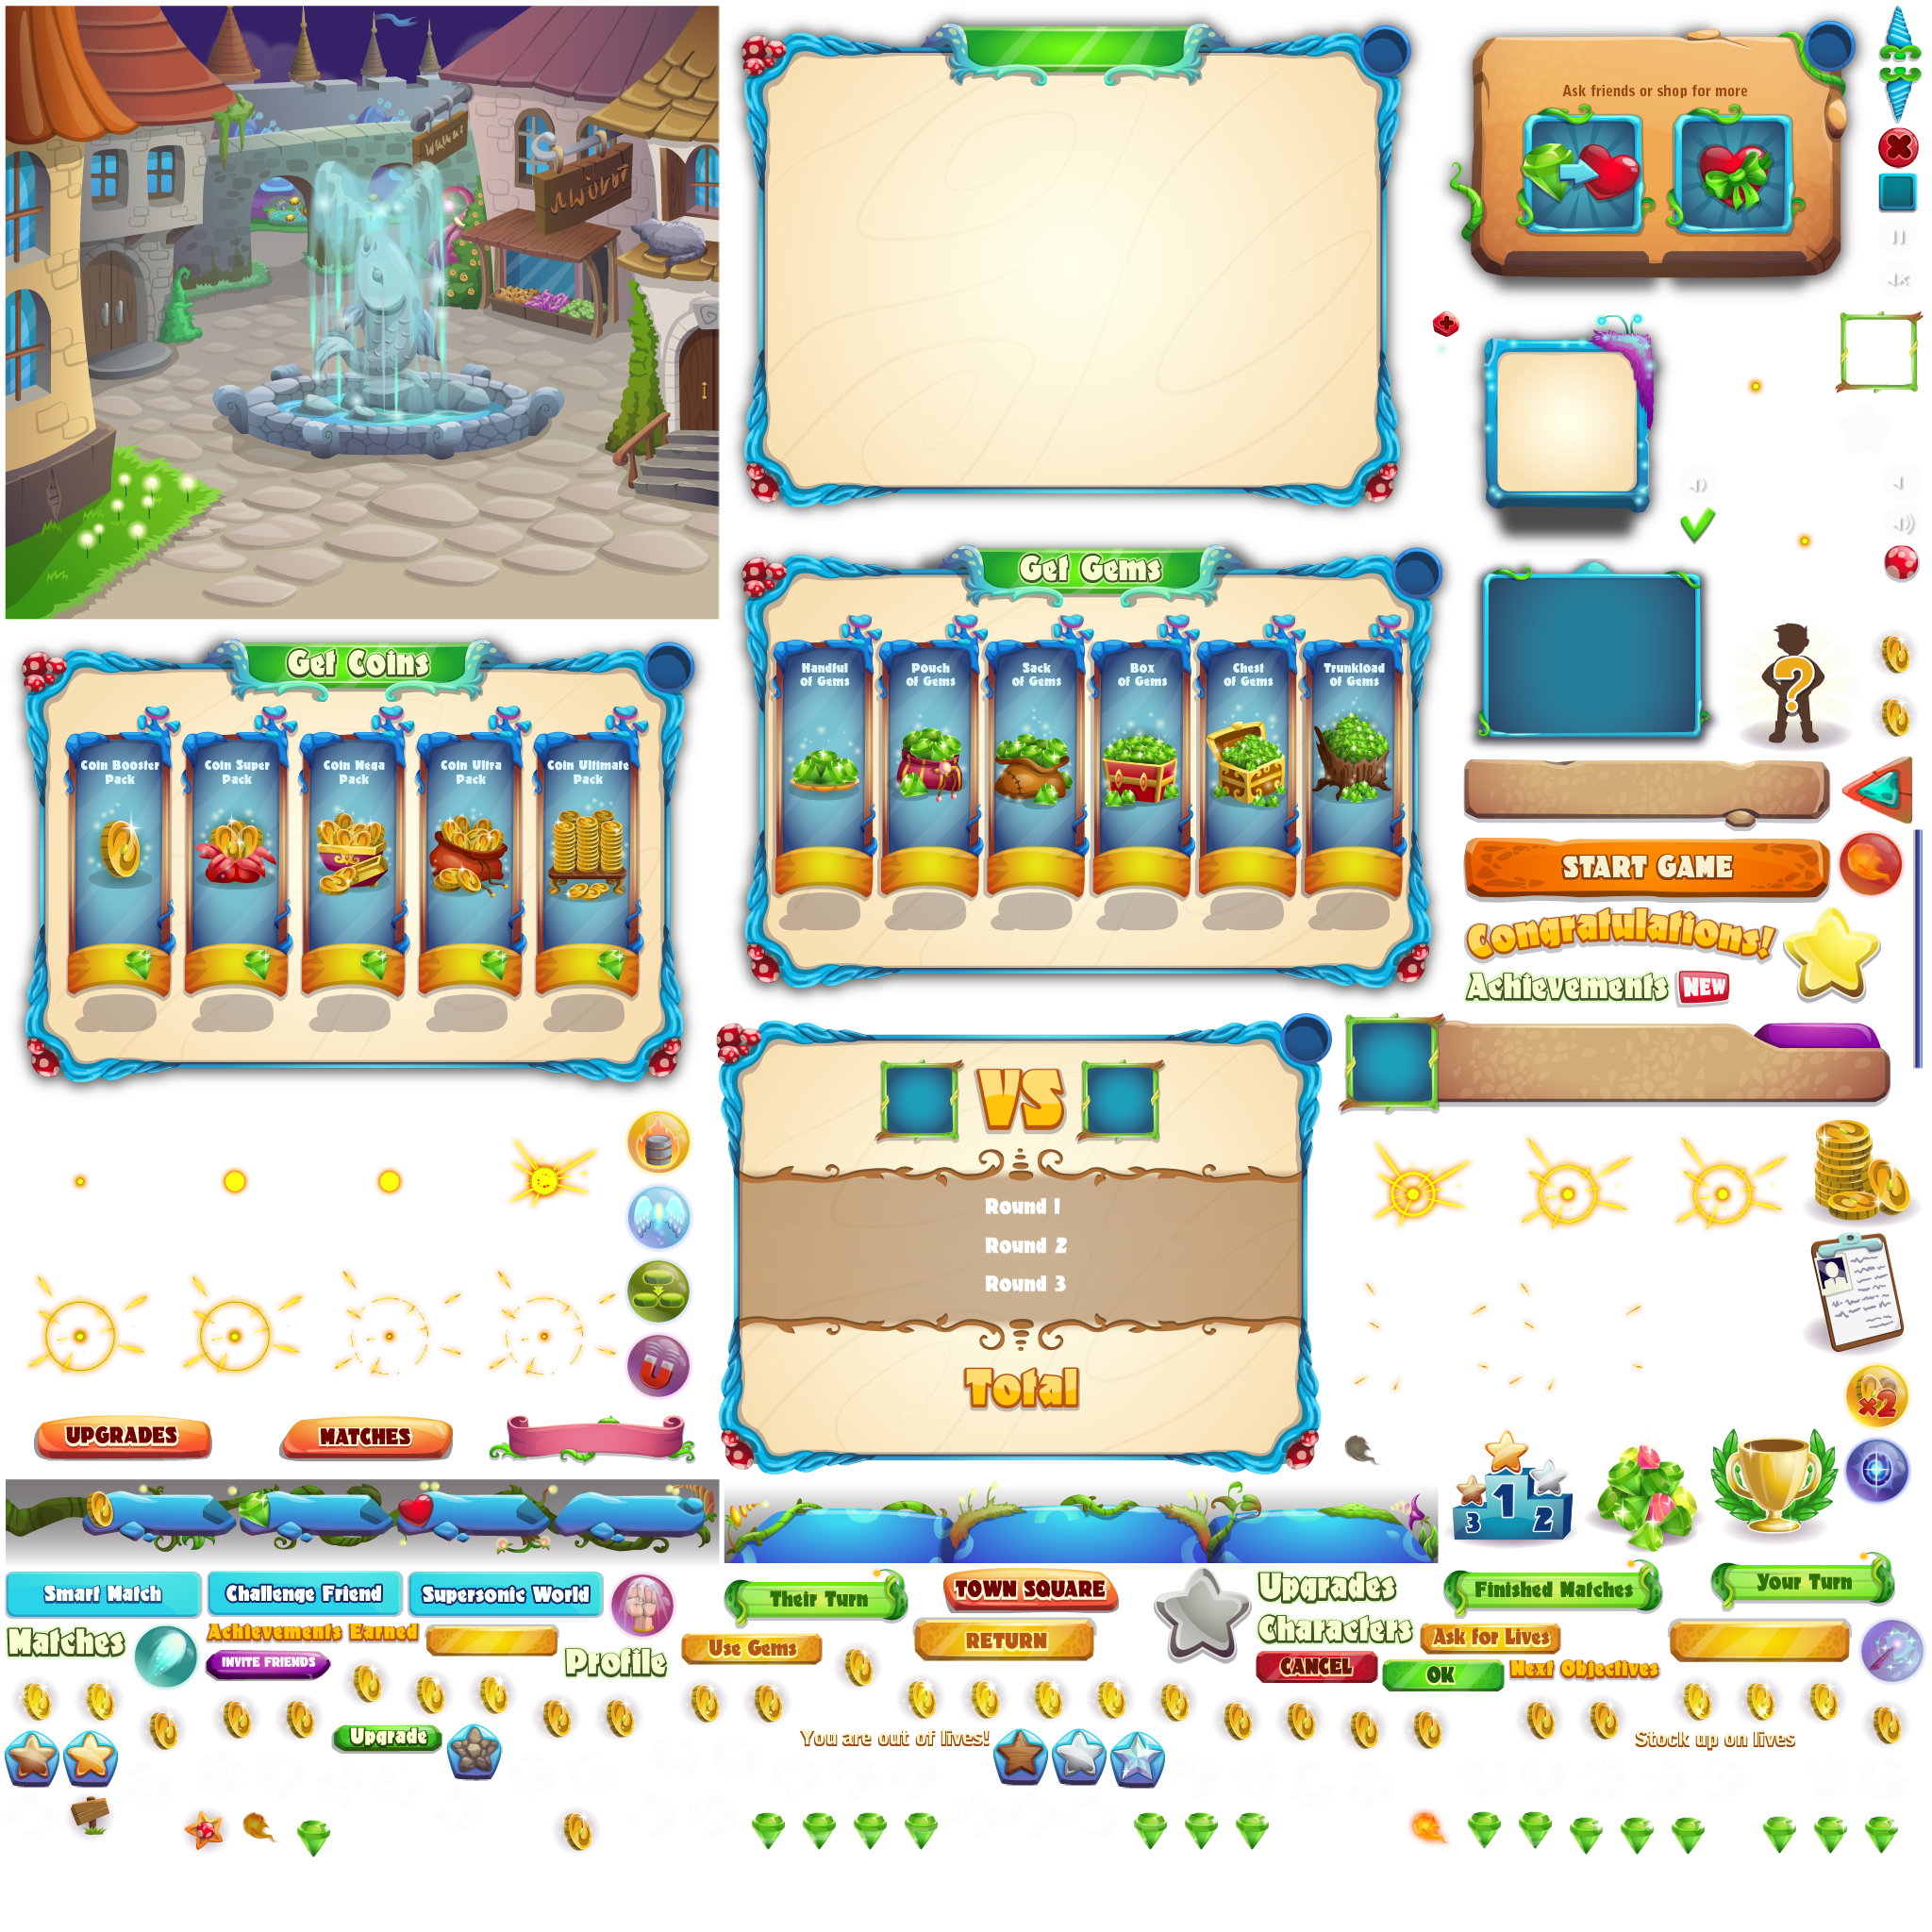 Ask friends or shop for more
Get Gems
Handful
of Gems
Pouch
of Gems
Sack
of Gems
Box
of Gems
Chest
of Gems
Trunkload
of Gems
Get Coins
Coin Booster
Pack
Coin Super
Pack
Coin Mega
Pack
Coin Ultra
Pack
Coin Ultimate
Pack
?
START GAME
Congratulations!
Achievements
NEW
VS
Round 1
Round 2
Round 3
Total
x2
UPGRADES
MATCHES
1
2
3
Smart Match
Challenge Friend
Supersonic World
Their Turn
TOWN SQUARE
Upgrades
Finished Matches
Your Turn
Matches
Achievements Earned
INVITE FRIENDS
Profile
Use Gems
RETURN
Characters
Ask for Lives
CANCEL
OK
Next Objectives
Upgrade
You are out of lives!
Stock up on lives